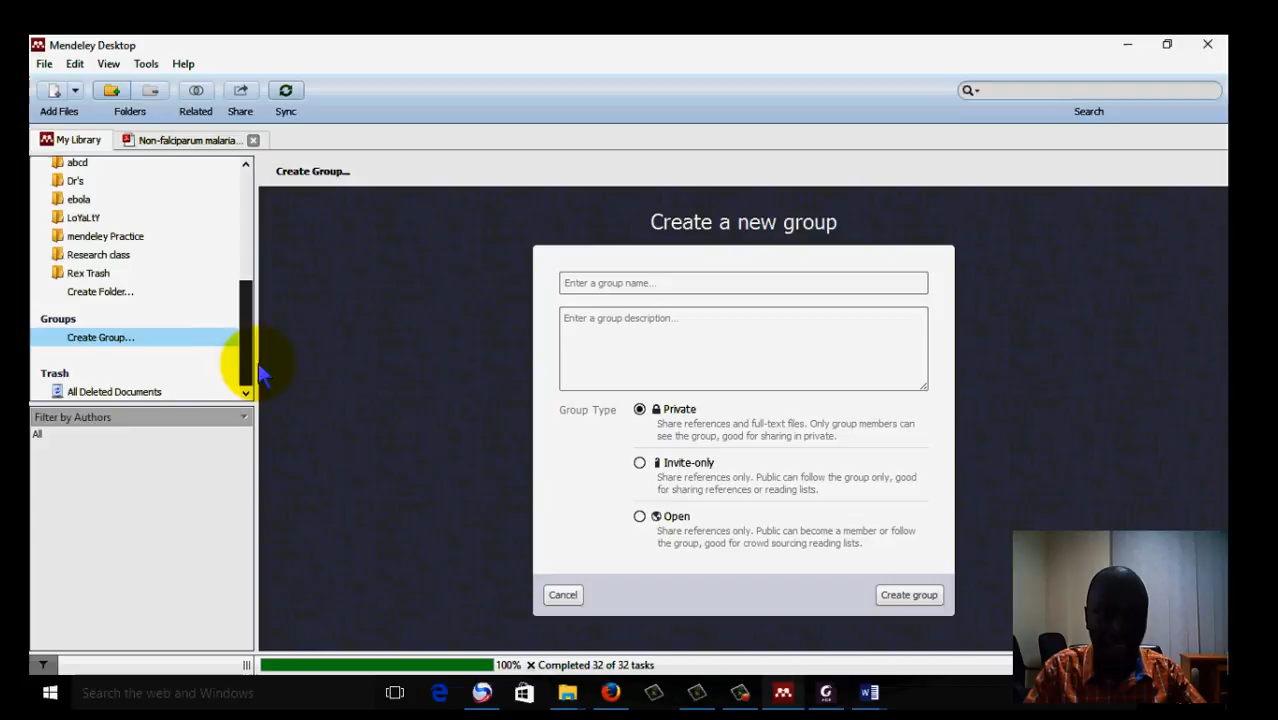 Mendeley Desktop
File Edit View Tools Help
Add Files Folders Related Share Sync Search
My Library Non-falciparum malaria...
abcd
Dr's
ebola
LoYaLtY
mendeley Practice
Research class
Rex Trash
Create Folder...
Groups
Create Group...
Trash
All Deleted Documents
Filter by Authors
All
Create Group...
Create a new group
Enter a group name...
Enter a group description...
Group Type Private
Share references and full-text files. Only group members can
see the group, good for sharing in private.
Invite-only
Share references only. Public can follow the group only, good
for sharing references or reading lists.
Open
Share references only. Public can become a member or follow
the group, good for crowd sourcing reading lists.
Cancel Create group
100% Completed 32 of 32 tasks
Search the web and Windows